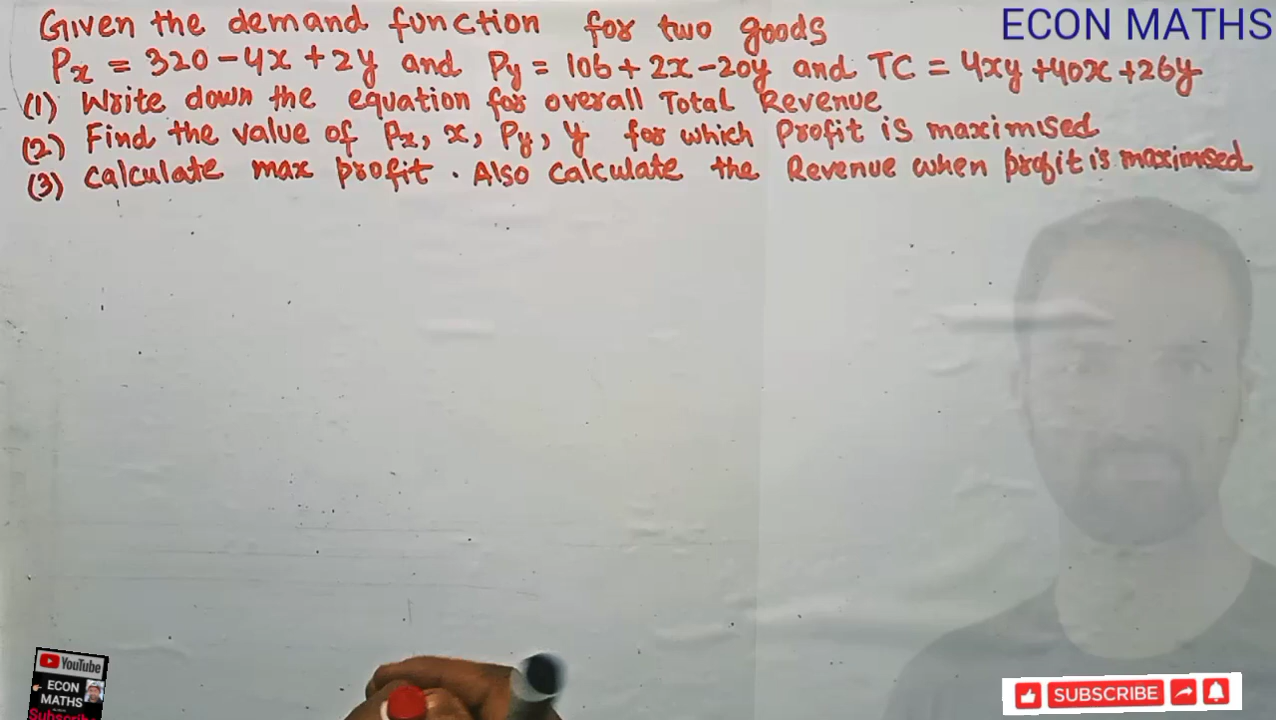 Given the demand function for two goods
ECON MATHS
Px = 320-4x+2y and Py = 106+2x-20y and TC = 4xy+40x+26y
(1) Write down the equation for overall Total Revenue
(2) Find the value of Px, x, Py, y for which Profit is maximised
(3) Calculate max profit. Also Calculate the Revenue when profit is maximised
YouTube
ECON
MATHS
Subscribe
SUBSCRIBE